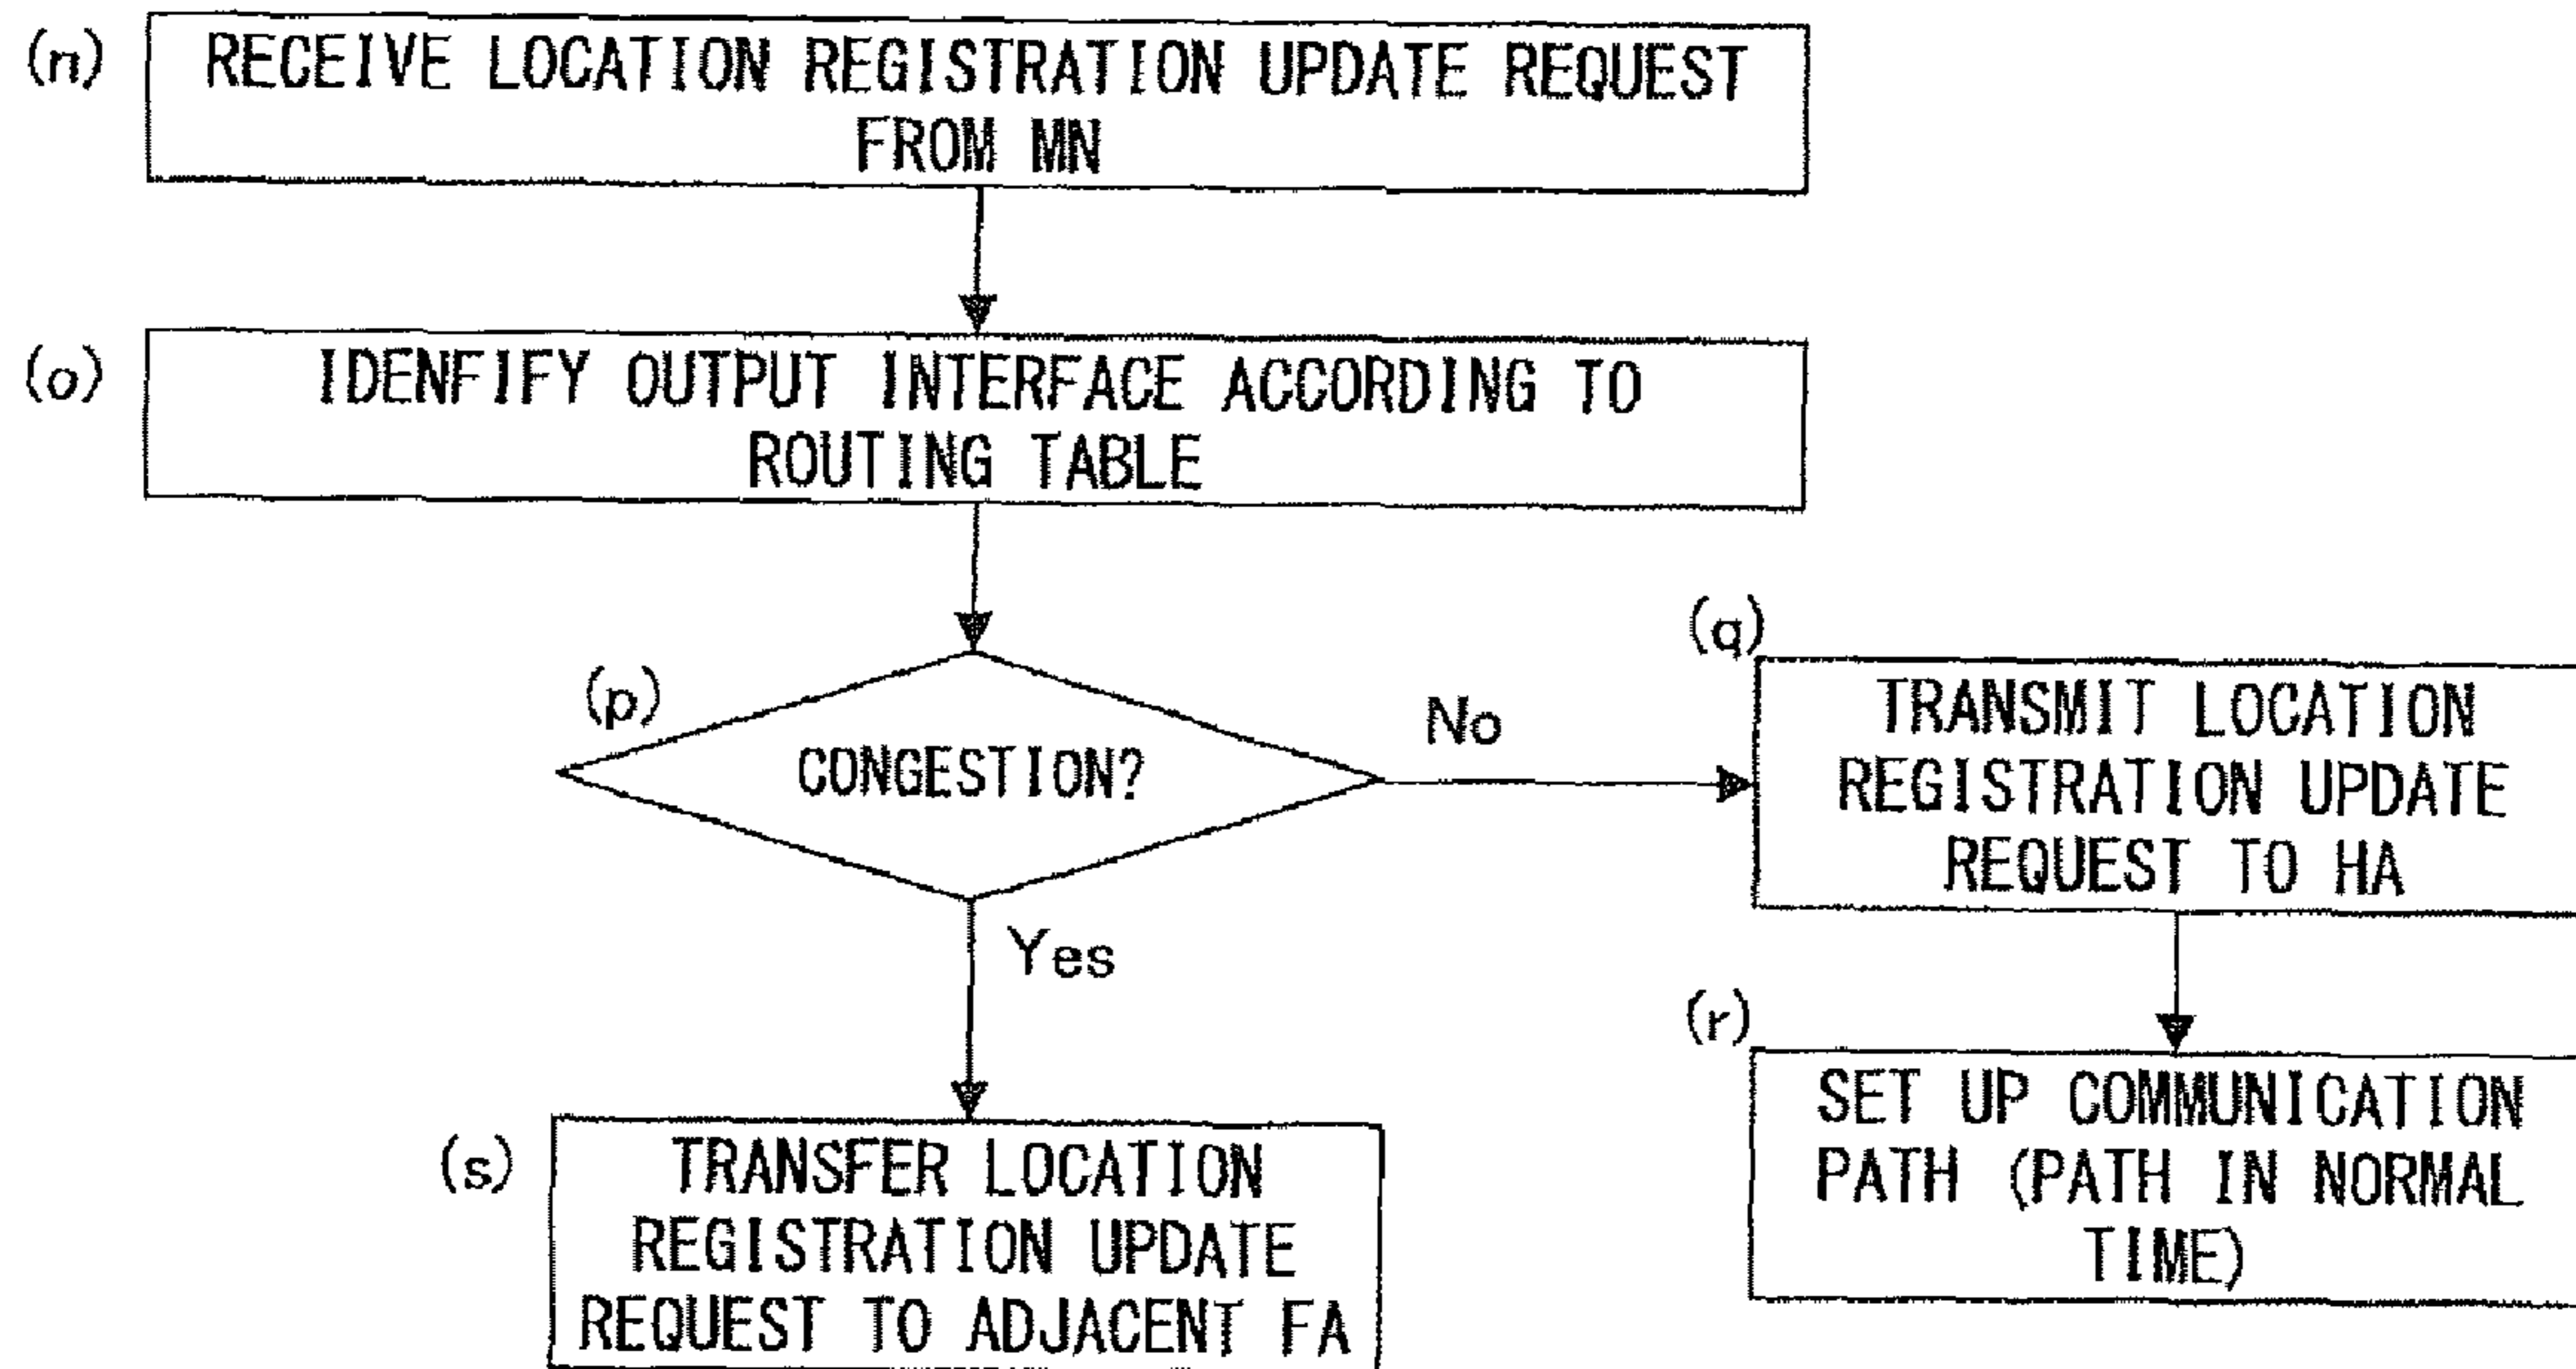 (n)
RECEIVE LOCATION REGISTRATION UPDATE REQUEST
FROM MN
(o)
IDENFIFY OUTPUT INTERFACE ACCORDING TO
ROUTING TABLE
(p)
CONGESTION?
No
Yes
(q)
TRANSMIT LOCATION
REGISTRATION UPDATE
REQUEST TO HA
(r)
SET UP COMMUNICATION
PATH (PATH IN NORMAL
TIME)
(s)
TRANSFER LOCATION
REGISTRATION UPDATE
REQUEST TO ADJACENT FA